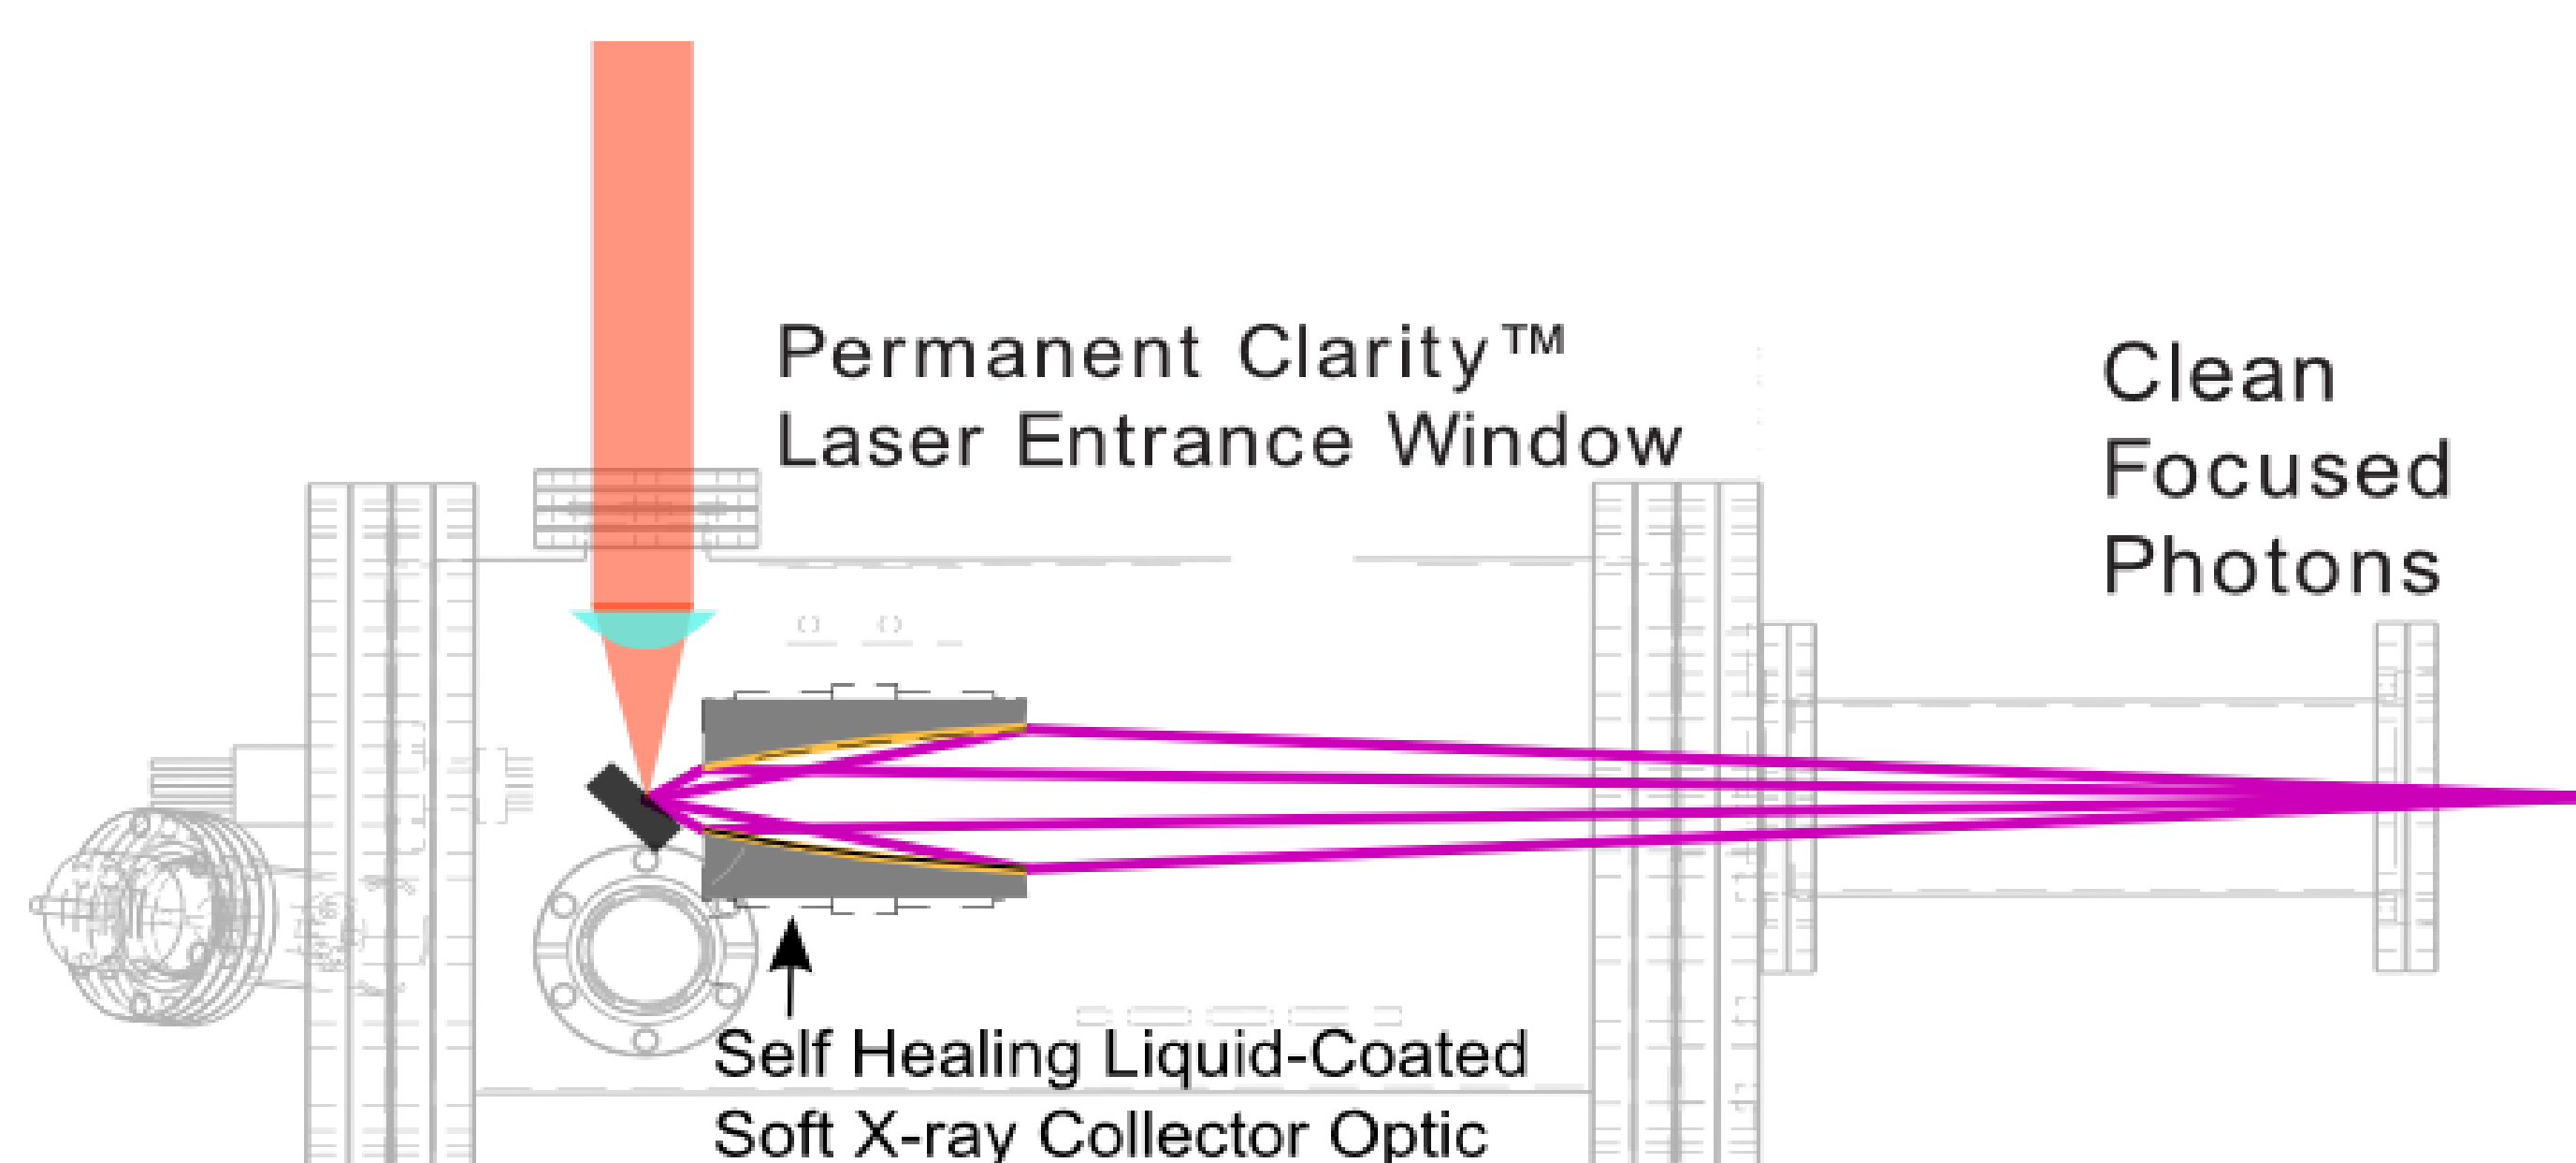 Permanent Clarity™
Laser Entrance Window
Clean
Focused
Photons
Self Healing Liquid-Coated
Soft X-ray Collector Optic